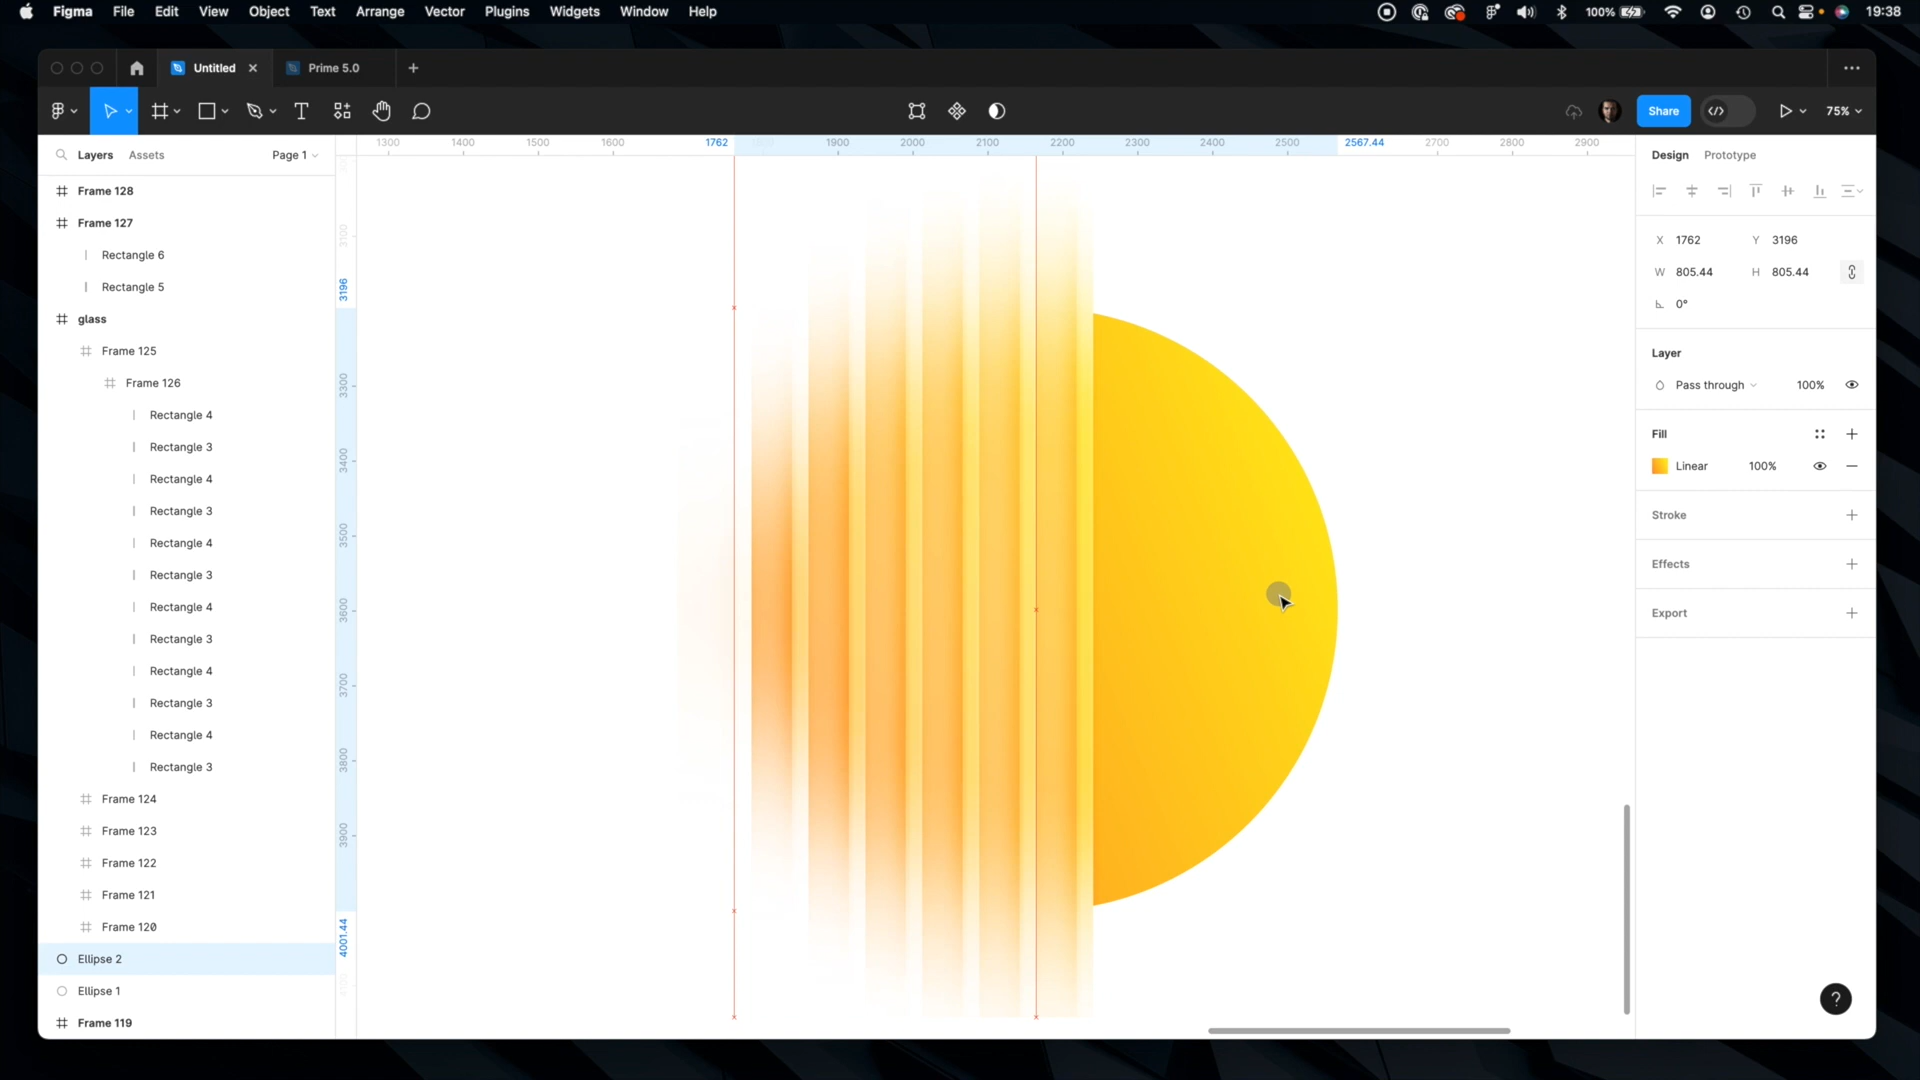 Figma File Edit View Object Text Arrange Vector Plugins Widgets Window Help 100% 19:38
Untitled Prime 5.0
Share 75%
Layers Assets Page 1
1300 1400 1500 1600 1762 1900 2000 2100 2200 2300 2400 2500 2567.44 2700 2800 2900
Design Prototype
Frame 128
Frame 127
Rectangle 6
Rectangle 5
glass
Frame 125
Frame 126
Rectangle 4
Rectangle 3
Rectangle 4
Rectangle 3
Rectangle 4
Rectangle 3
Rectangle 4
Rectangle 3
Rectangle 4
Rectangle 3
Rectangle 4
Rectangle 3
Frame 124
Frame 123
Frame 122
Frame 121
Frame 120
Ellipse 2
Ellipse 1
Frame 119
3100
3196
3300
3400
3500
3600
3700
3800
3900
4001.44
X 1762 Y 3196
W 805.44 H 805.44
0°
Layer
Pass through 100%
Fill
Linear 100%
Stroke
Effects
Export
?